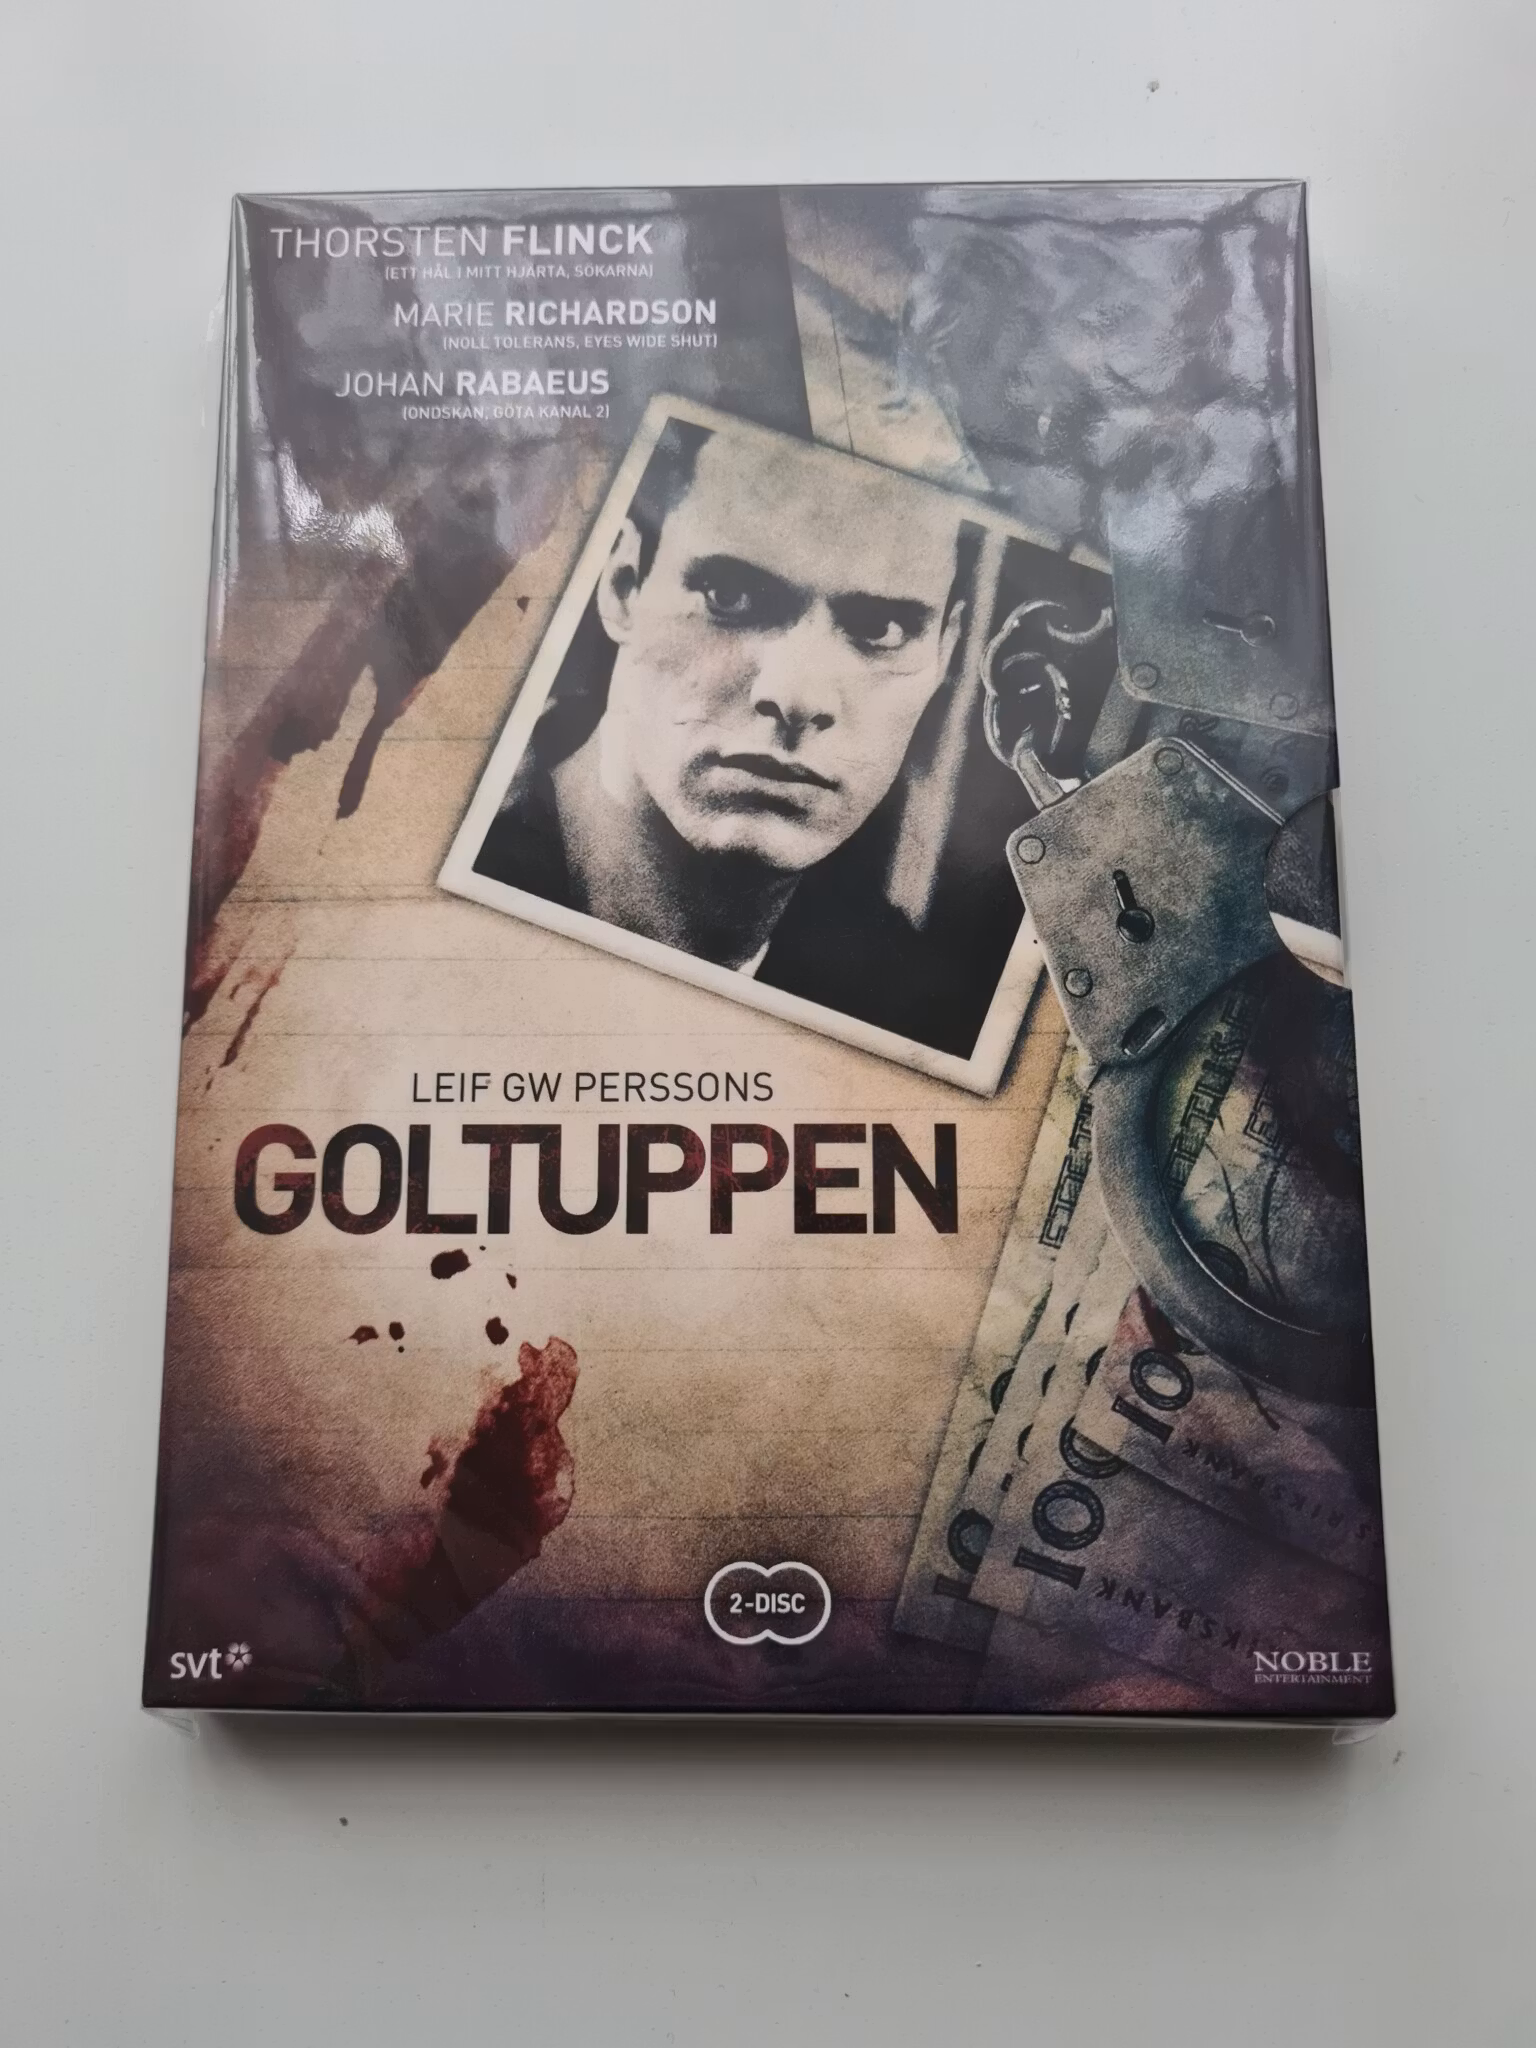 THORSTEN FLINCK
(ETT HÅL I MITT HJÄRTA, SÖKARNA)
MARIE RICHARDSON
(NOLL TOLERANS, EYES WIDE SHUT)
JOHAN RABAEUS
(ONDSKAN, GÖTA KANAL 2)
LEIF GW PERSSONS
GOLTUPPEN
2-DISC
svt
NOBLE
ENTERTAINMENT